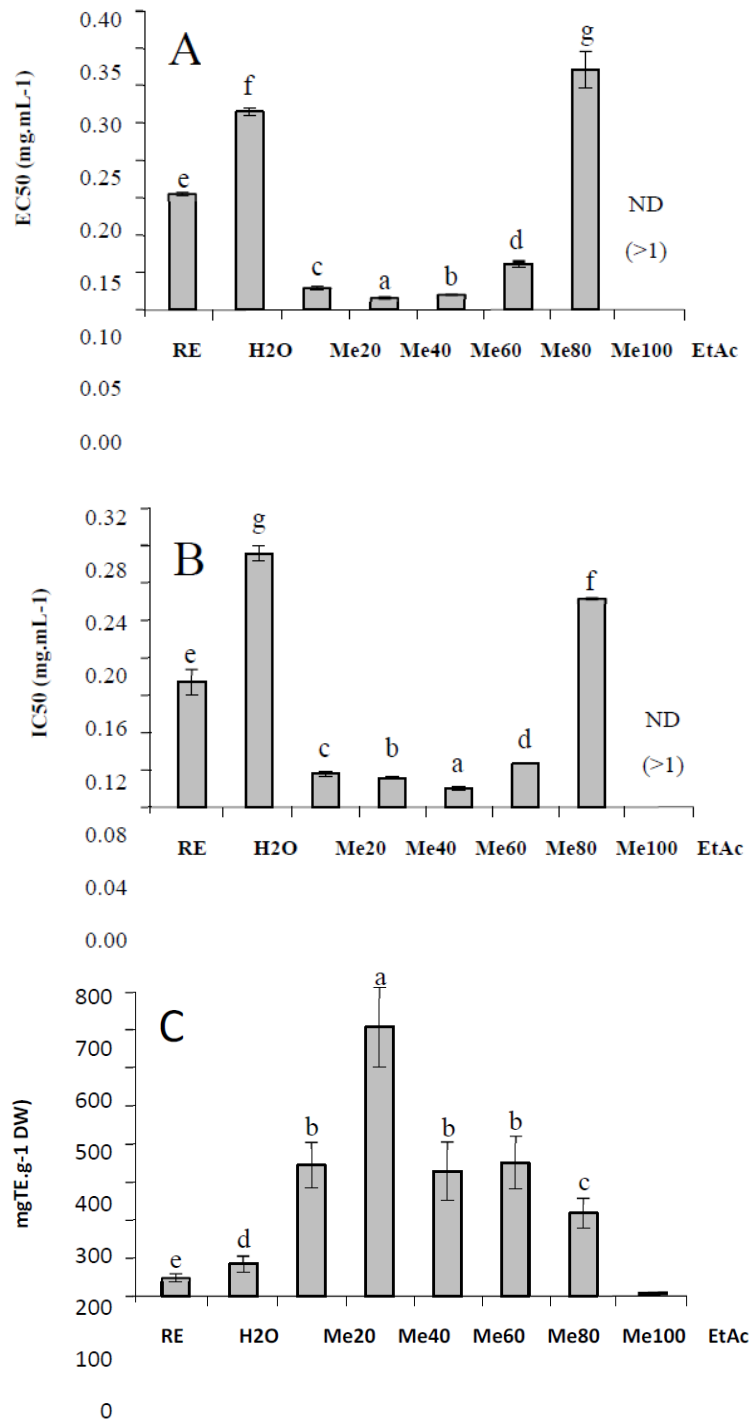 0.40
A
g
0.35
f
0.30
EC50 (mg.mL-1)
0.25
e
ND
0.20
d
(>1)
c
a
b
0.15
0.10
RE H2O Me20 Me40 Me60 Me80 Me100 EtAc
0.05
0.00
0.32
g
B
0.28
f
0.24
IC50 (mg.mL-1)
e
0.20
ND
0.16
c
b
a
d
(>1)
0.12
0.08
RE H2O Me20 Me40 Me60 Me80 Me100 EtAc
0.04
0.00
a
800
C
700
600
mgTE.g-1 DW)
b
b
b
500
c
400
d
e
300
200
RE H2O Me20 Me40 Me60 Me80 Me100 EtAc
100
0